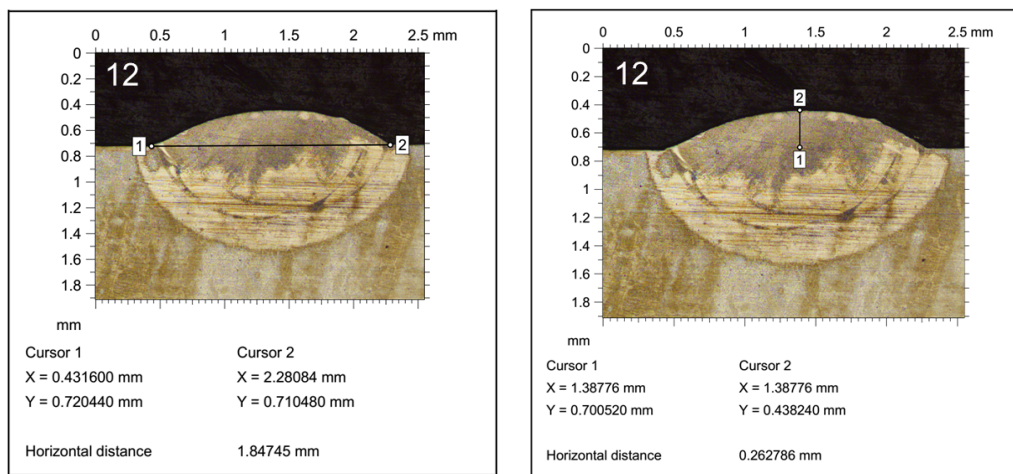 0 0.5 1 1.5 2 2.5 mm
0
0.2
0.4
0.6
0.8
1
1.2
1.4
1.6
1.8
mm
12
1
2
Cursor 1 Cursor 2
X = 0.431600 mm X = 2.28084 mm
Y = 0.720440 mm Y = 0.710480 mm
Horizontal distance 1.84745 mm
0 0.5 1 1.5 2 2.5 mm
0
0.2
0.4
0.6
0.8
1
1.2
1.4
1.6
1.8
mm
12
2
1
Cursor 1 Cursor 2
X = 1.38776 mm X = 1.38776 mm
Y = 0.700520 mm Y = 0.438240 mm
Horizontal distance 0.262786 mm